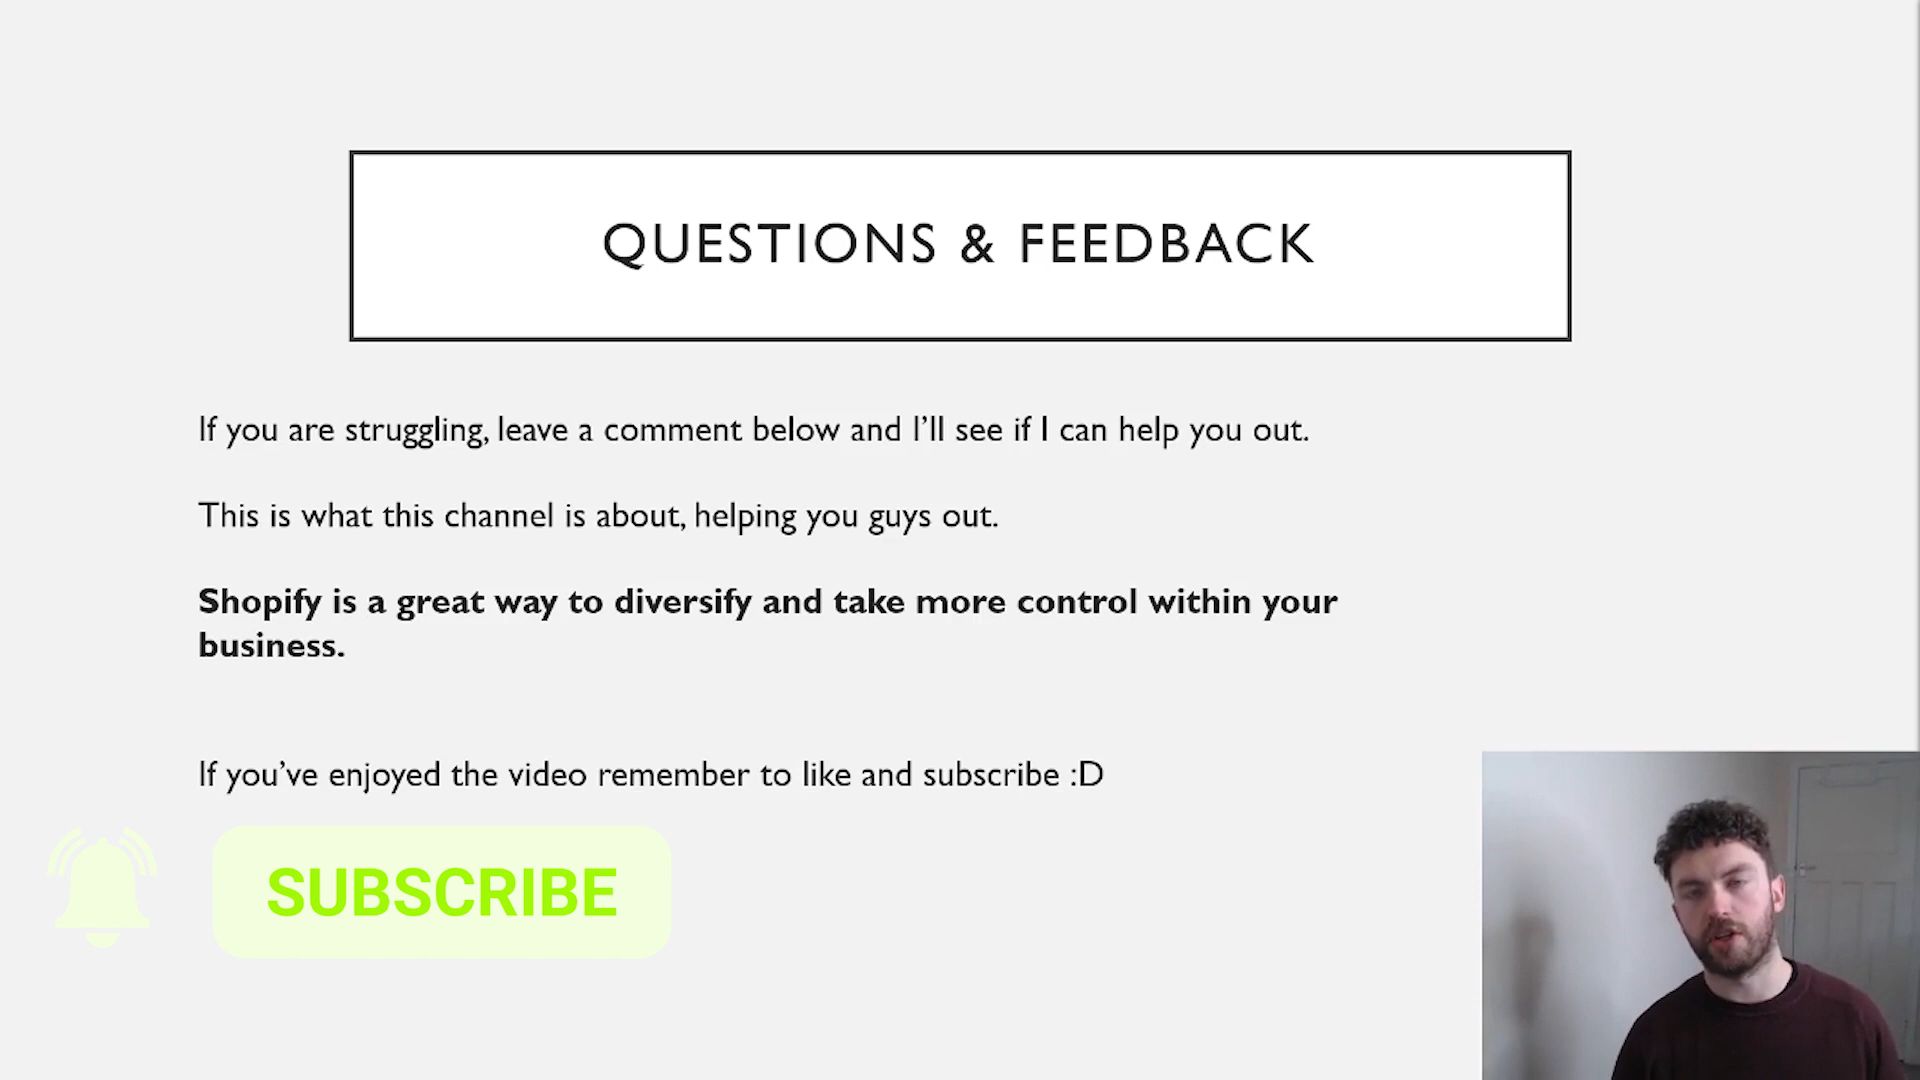 QUESTIONS & FEEDBACK
If you are struggling, leave a comment below and I’ll see if I can help you out.
This is what this channel is about, helping you guys out.
Shopify is a great way to diversify and take more control within your
business.
If you’ve enjoyed the video remember to like and subscribe :D
SUBSCRIBE